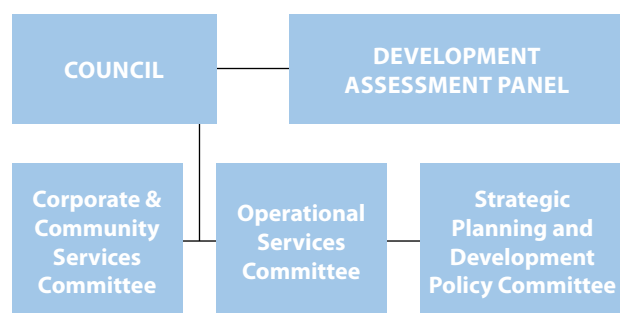 COUNCIL
DEVELOPMENT
ASSESSMENT PANEL
Corporate &
Community
Services
Committee
Operational
Services
Committee
Strategic
Planning and
Development
Policy Committee